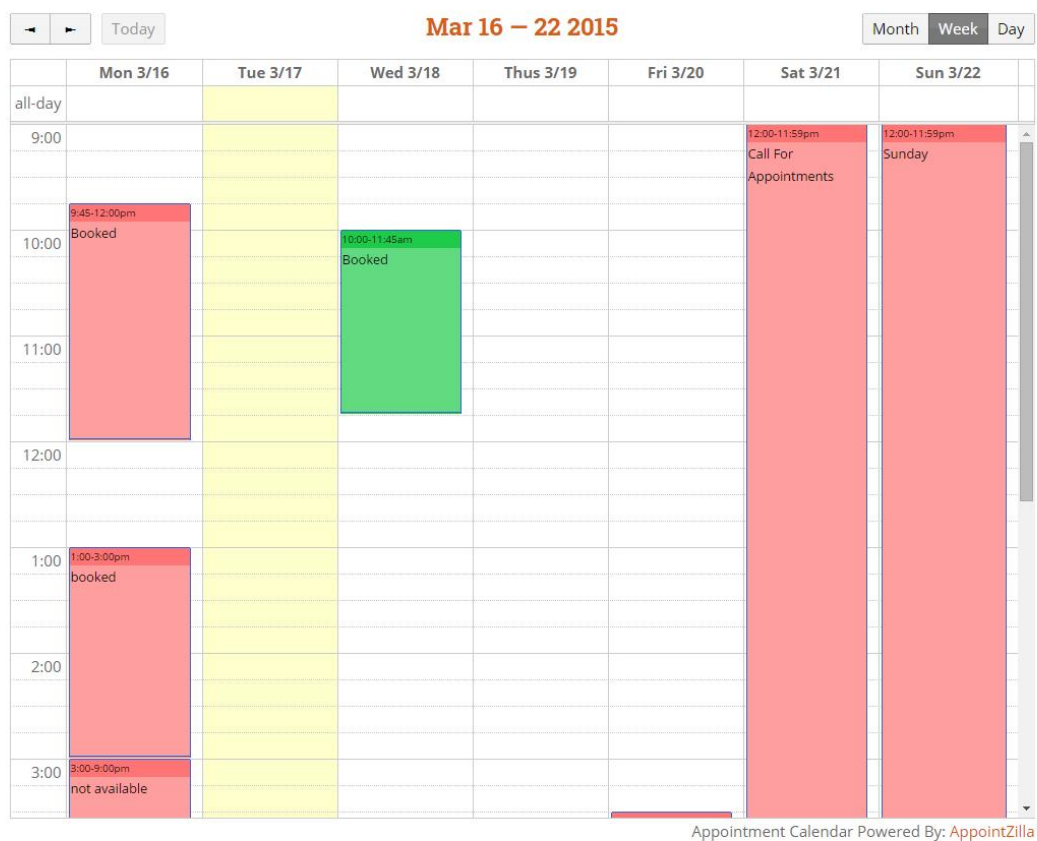 Today
Mar 16 — 22 2015
Month Week Day
Mon 3/16 Tue 3/17 Wed 3/18 Thus 3/19 Fri 3/20 Sat 3/21 Sun 3/22
all-day
9:00
12:00-11:59pm
Call For
Appointments
12:00-11:59pm
Sunday
9:45-12:00pm
Booked
10:00
10:00-11:45am
Booked
11:00
12:00
1:00
1:00-3:00pm
booked
2:00
3:00
3:00-9:00pm
not available
Appointment Calendar Powered By: AppointZilla